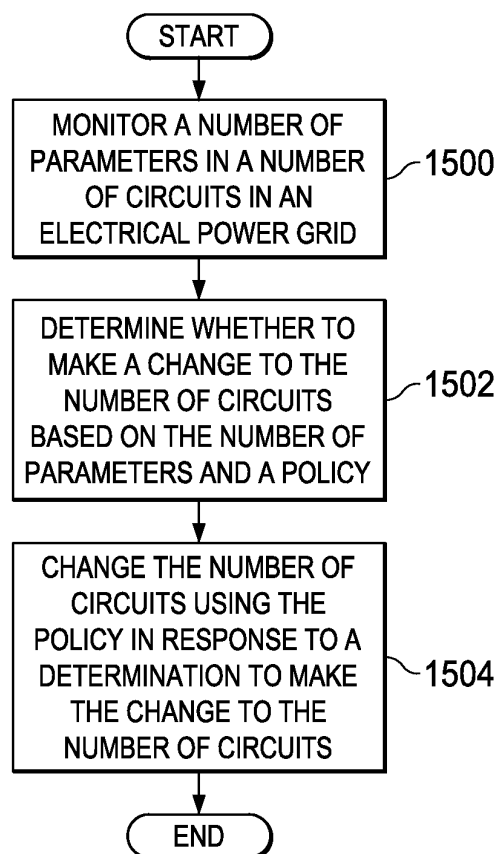 START
MONITOR A NUMBER OF
PARAMETERS IN A NUMBER
OF CIRCUITS IN AN
ELECTRICAL POWER GRID
1500
DETERMINE WHETHER TO
MAKE A CHANGE TO THE
NUMBER OF CIRCUITS
BASED ON THE NUMBER OF
PARAMETERS AND A POLICY
1502
CHANGE THE NUMBER OF
CIRCUITS USING THE
POLICY IN RESPONSE TO A
DETERMINATION TO MAKE
THE CHANGE TO THE
NUMBER OF CIRCUITS
1504
END